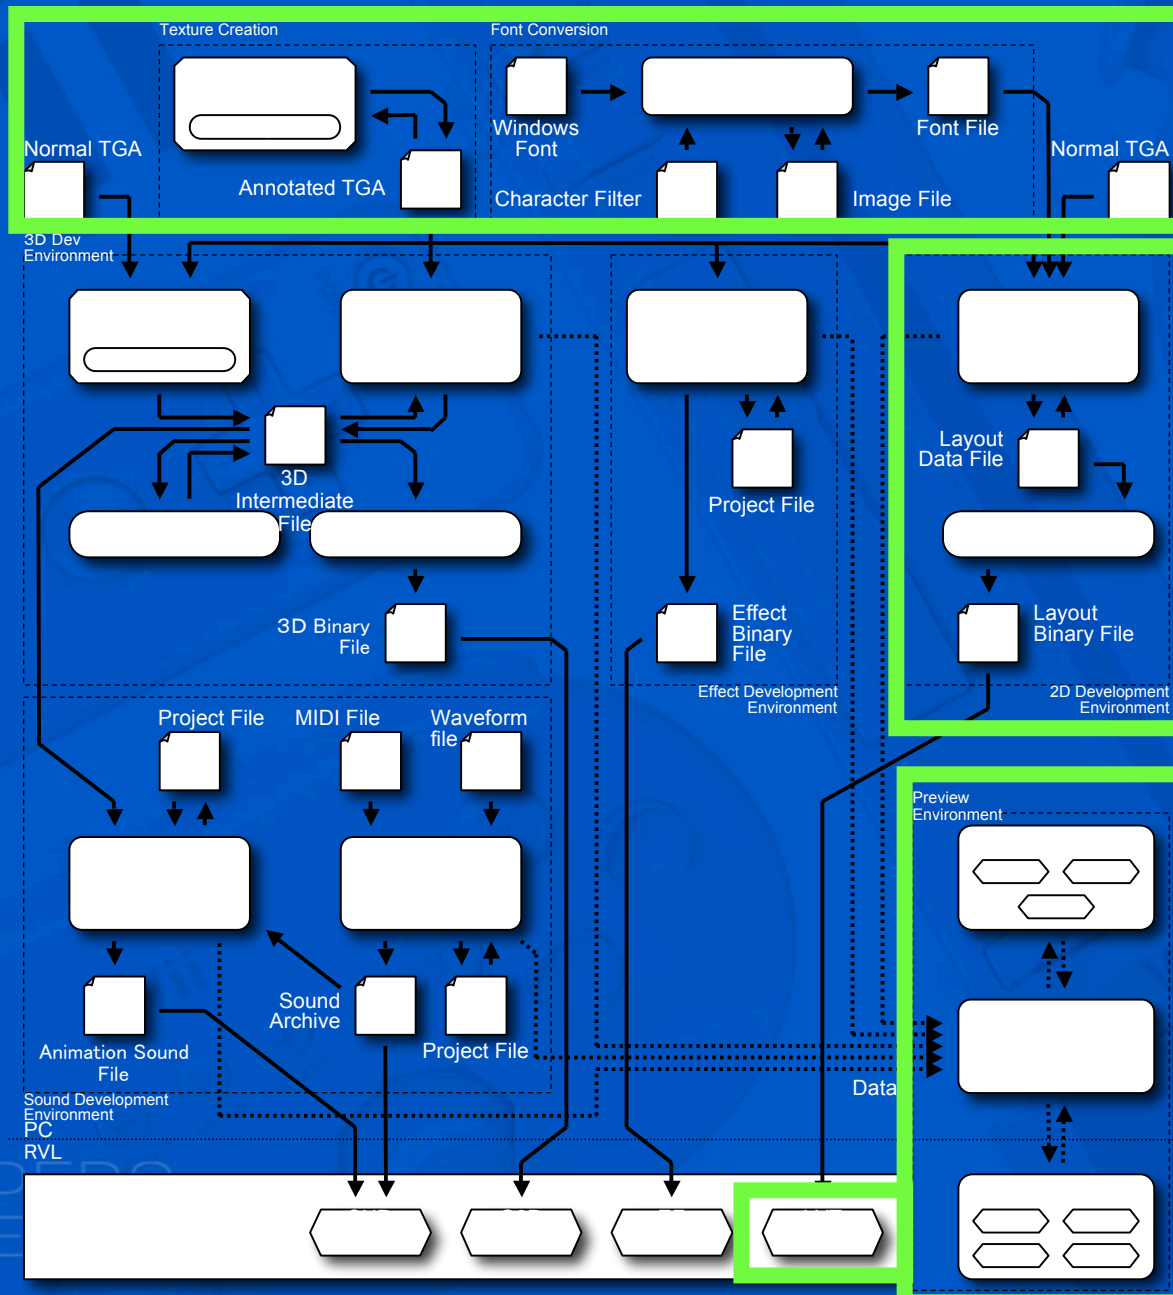 Texture Creation
Font Conversion
Windows
Font
Font File
Normal TGA
Normal TGA
Annotated TGA
Character Filter
Image File
3D Dev
Environment
Layout
Data File
3D
Intermediate
File
Project File
3D Binary
File
Effect
Binary
File
Layout
Binary File
Effect Development
Environment
2D Development
Environment
Project File
MIDI File
Waveform
file
Preview
Environment
Sound
Archive
Animation Sound
File
Project File
Data
Sound Development
Environment
PC
RVL